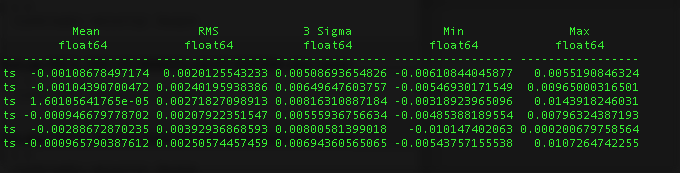 Mean RMS 3 Sigma Min Max
float64 float64 float64 float64 float64
-- ----------------- ---------------- ---------------- ----------------- -----------------
ts -0.00108678497174 0.0020125543233 0.00508693654826 -0.00610844045877 0.0055190846324
ts -0.00104390700472 0.00240195938386 0.00649647603757 -0.00546930171549 0.00965000316501
ts 1.60105641765e-05 0.00271827098913 0.00816310887184 -0.00318923965096 0.0143918246031
ts -0.000946679778702 0.00207922351347 0.00555936756634 -0.00485388189554 0.00796324387193
ts -0.00288672870235 0.00392936868593 0.00800581399018 -0.010147402063 0.000200679758564
ts -0.000965790387612 0.00250574457459 0.00694360565065 -0.00543757155538 0.0107264742255